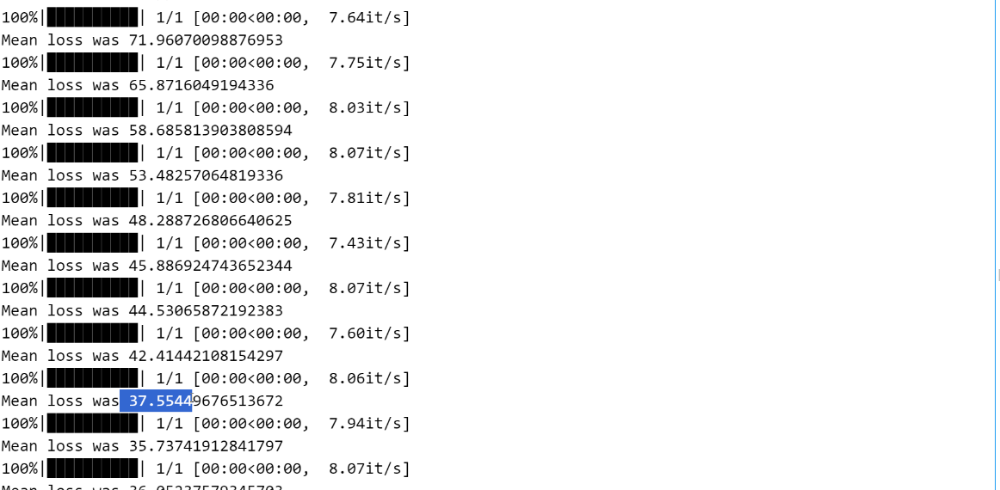 100%|██████████| 1/1 [00:00<00:00,  7.64it/s]
Mean loss was 71.96070098876953
100%|██████████| 1/1 [00:00<00:00,  7.75it/s]
Mean loss was 65.8716049194336
100%|██████████| 1/1 [00:00<00:00,  8.03it/s]
Mean loss was 58.685813903808594
100%|██████████| 1/1 [00:00<00:00,  8.07it/s]
Mean loss was 53.48257064819336
100%|██████████| 1/1 [00:00<00:00,  7.81it/s]
Mean loss was 48.288726806640625
100%|██████████| 1/1 [00:00<00:00,  7.43it/s]
Mean loss was 45.886924743652344
100%|██████████| 1/1 [00:00<00:00,  8.07it/s]
Mean loss was 44.53065872192383
100%|██████████| 1/1 [00:00<00:00,  7.60it/s]
Mean loss was 42.41442108154297
100%|██████████| 1/1 [00:00<00:00,  8.06it/s]
Mean loss was 37.55449676513672
100%|██████████| 1/1 [00:00<00:00,  7.94it/s]
Mean loss was 35.73741912841797
100%|██████████| 1/1 [00:00<00:00,  8.07it/s]
Mean loss was